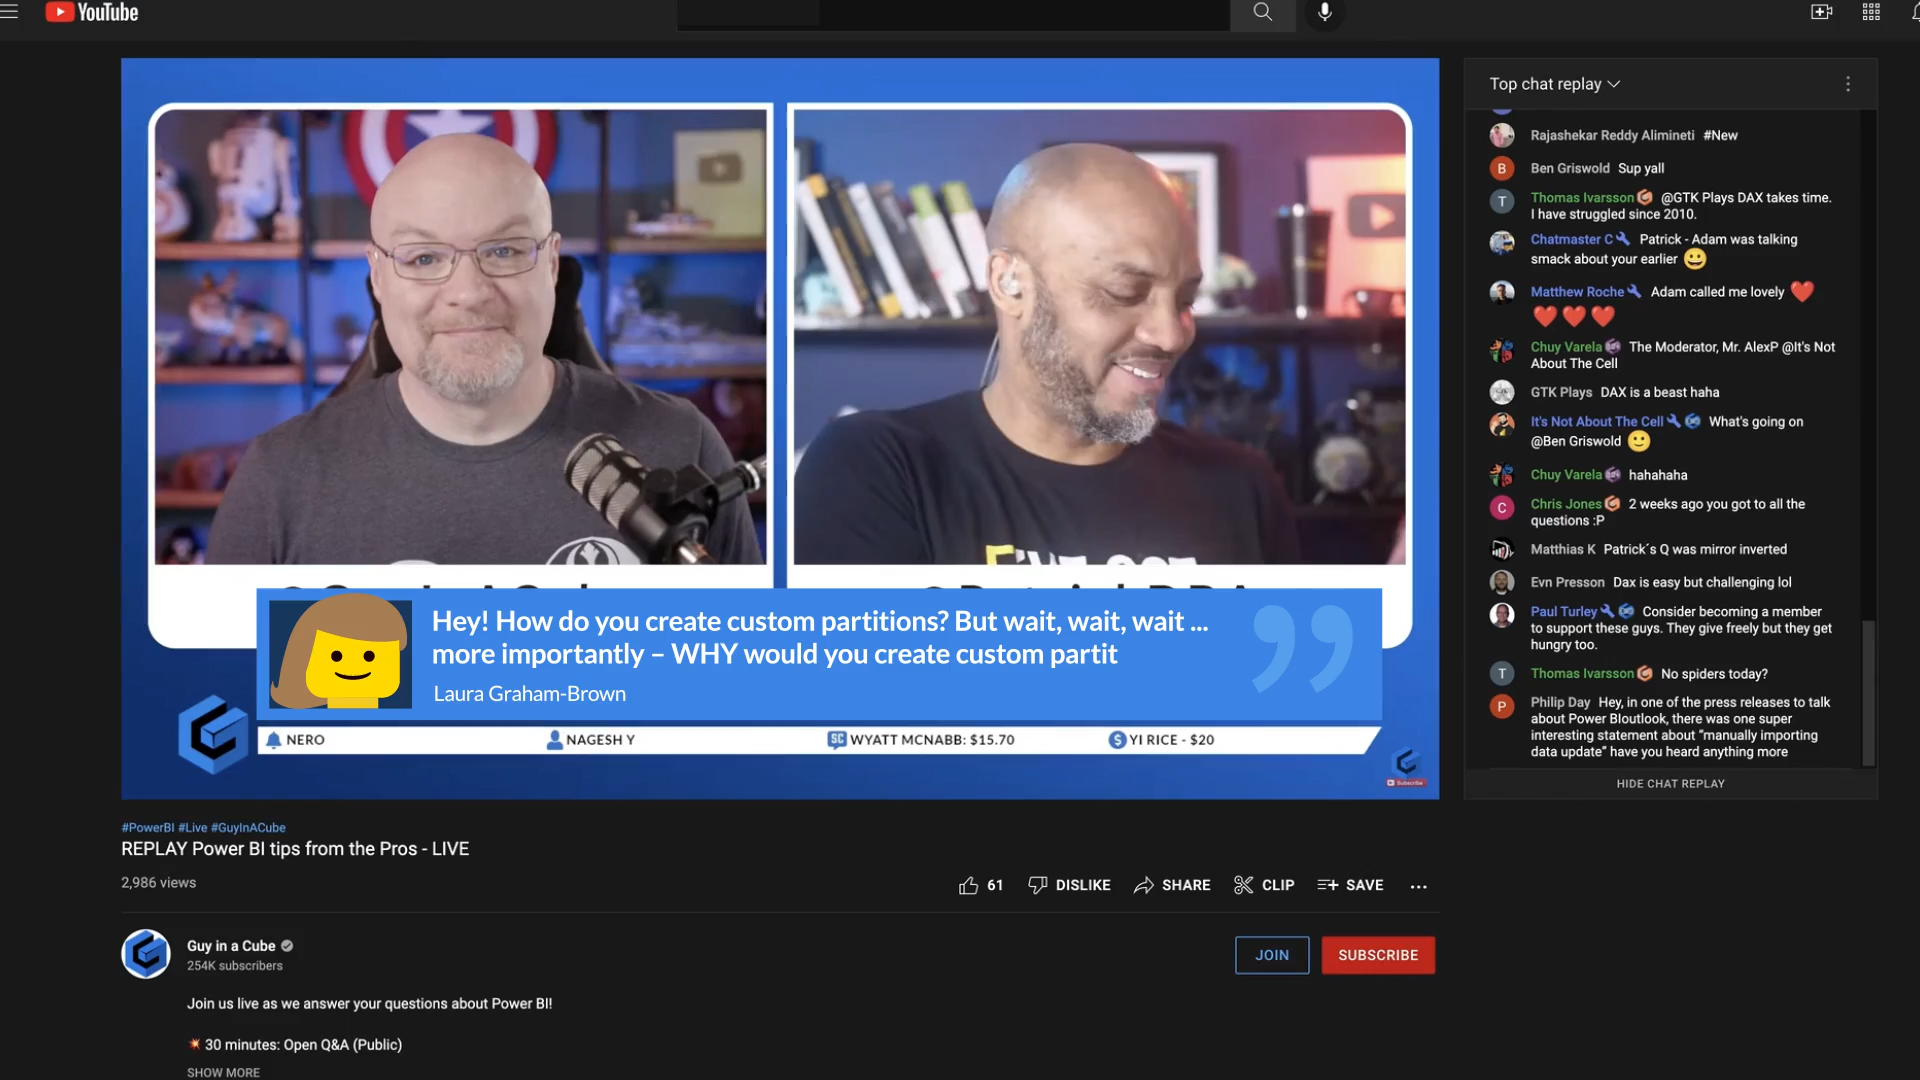 YouTube
Hey! How do you create custom partitions? But wait, wait, wait ...
more importantly – WHY would you create custom partit
Laura Graham-Brown
NERO
NAGESH Y
SC WYATT MCNABB: $15.70
$ YI RICE - $20
Subscribe
#PowerBI #Live #GuyInACube
REPLAY Power BI tips from the Pros - LIVE
2,986 views
61 DISLIKE SHARE CLIP SAVE
Guy in a Cube
254K subscribers
JOIN
SUBSCRIBE
Join us live as we answer your questions about Power BI!
💥 30 minutes: Open Q&A (Public)
SHOW MORE
Top chat replay
Rajashekar Reddy Alimineti #New
B Ben Griswold Sup yall
T Thomas Ivarsson @GTK Plays DAX takes time.
I have struggled since 2010.
Chatmaster C Patrick - Adam was talking
smack about your earlier 😀
Matthew Roche Adam called me lovely ❤️
❤️❤️❤️
Chuy Varela The Moderator, Mr. AlexP @It's Not
About The Cell
GTK Plays DAX is a beast haha
It's Not About The Cell What's going on
@Ben Griswold 🙂
Chuy Varela hahahaha
C Chris Jones 2 weeks ago you got to all the
questions :P
Matthias K Patrick´s Q was mirror inverted
Evn Presson Dax is easy but challenging lol
Paul Turley Consider becoming a member
to support these guys. They give freely but they get
hungry too.
T Thomas Ivarsson No spiders today?
P Philip Day Hey, in one of the press releases to talk
about Power BIoutlook, there was one super
interesting statement about "manually importing
data update" have you heard anything more
HIDE CHAT REPLAY